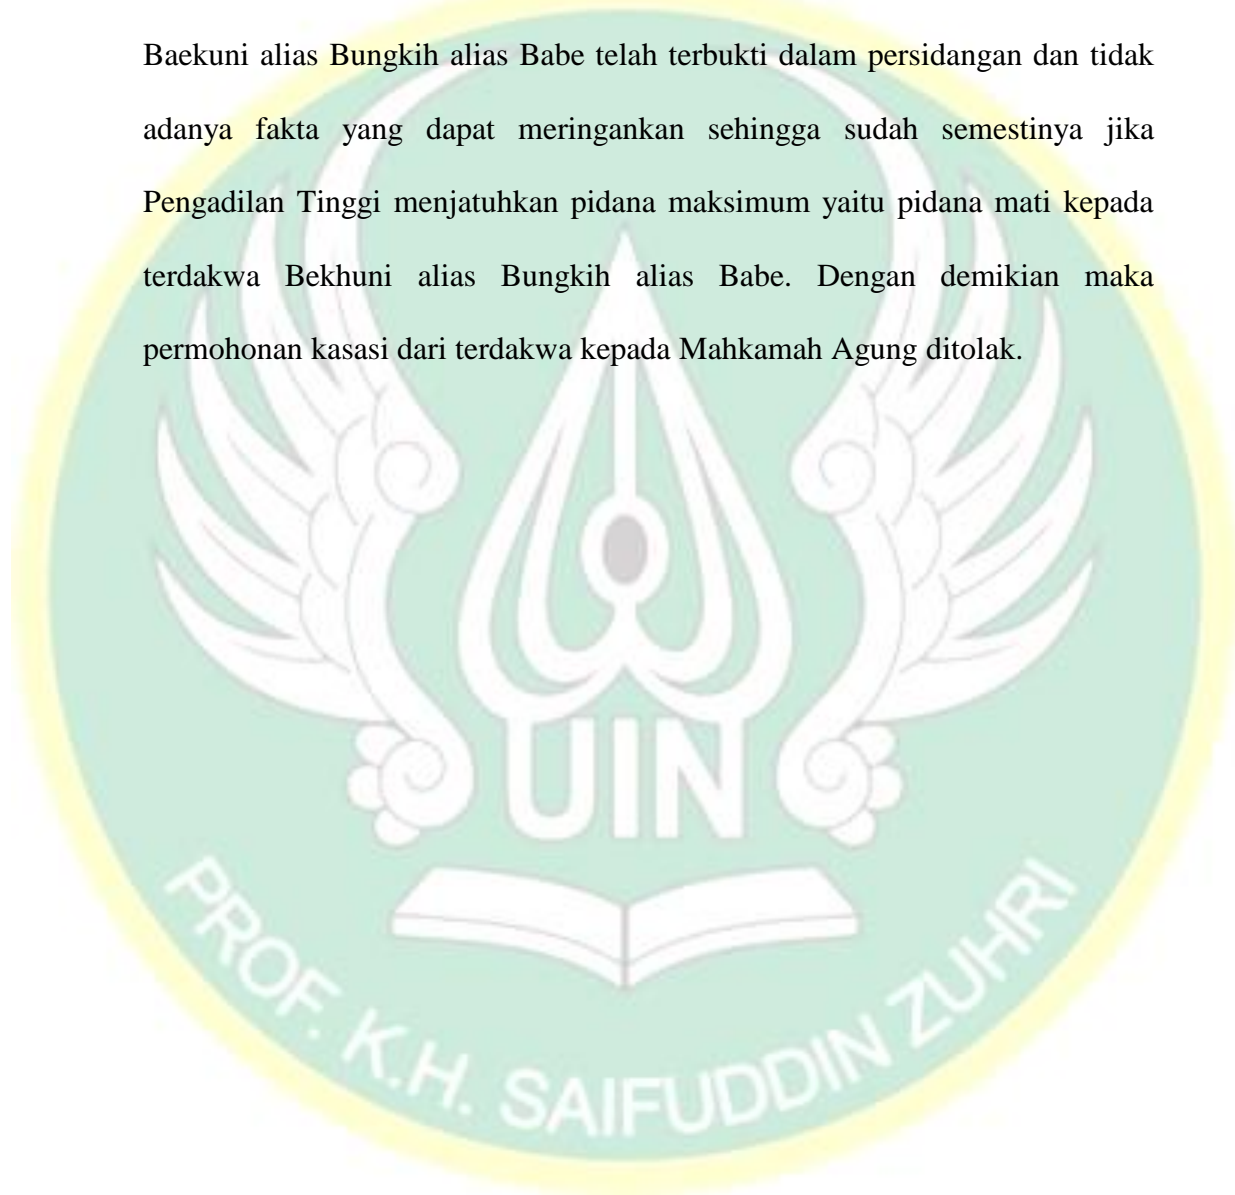 Baekuni alias Bungkih alias Babe telah terbukti dalam persidangan dan tidak
adanya fakta yang dapat meringankan sehingga sudah semestinya jika
Pengadilan Tinggi menjatuhkan pidana maksimum yaitu pidana mati kepada
terdakwa Bekhuni alias Bungkih alias Babe. Dengan demikian maka
permohonan kasasi dari terdakwa kepada Mahkamah Agung ditolak.
UIN
PROF. K.H. SAIFUDDIN ZUHRI